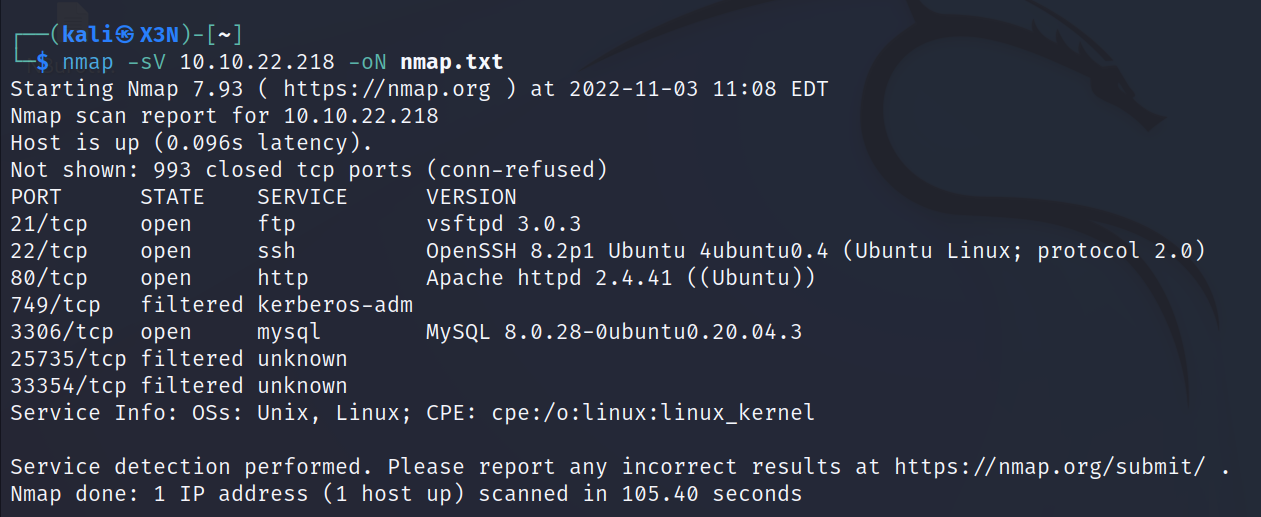 ┌──(kali㉿X3N)-[~]
└─$ nmap -sV 10.10.22.218 -oN nmap.txt
Starting Nmap 7.93 ( https://nmap.org ) at 2022-11-03 11:08 EDT
Nmap scan report for 10.10.22.218
Host is up (0.096s latency).
Not shown: 993 closed tcp ports (conn-refused)
PORT      STATE    SERVICE      VERSION
21/tcp    open     ftp          vsftpd 3.0.3
22/tcp    open     ssh          OpenSSH 8.2p1 Ubuntu 4ubuntu0.4 (Ubuntu Linux; protocol 2.0)
80/tcp    open     http         Apache httpd 2.4.41 ((Ubuntu))
749/tcp   filtered kerberos-adm
3306/tcp  open     mysql        MySQL 8.0.28-0ubuntu0.20.04.3
25735/tcp filtered unknown
33354/tcp filtered unknown
Service Info: OSs: Unix, Linux; CPE: cpe:/o:linux:linux_kernel
Service detection performed. Please report any incorrect results at https://nmap.org/submit/ .
Nmap done: 1 IP address (1 host up) scanned in 105.40 seconds